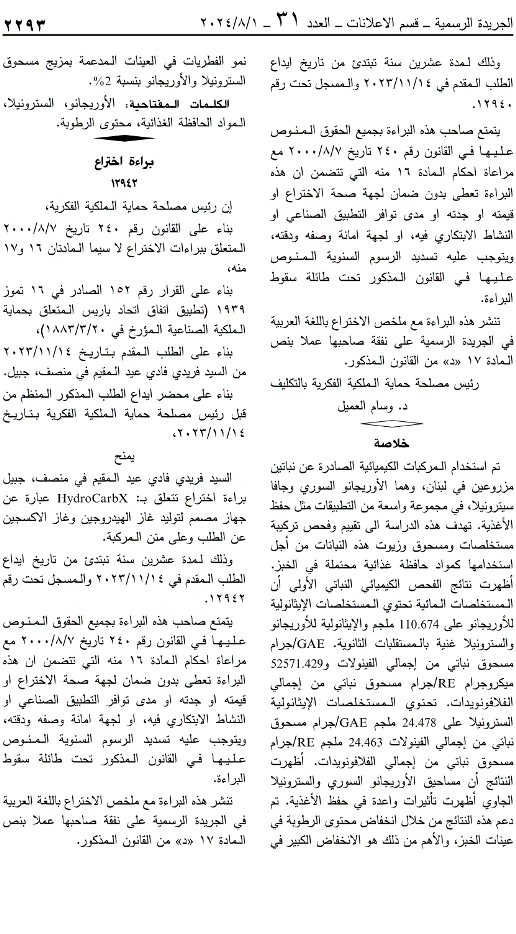 الجريدة الرسمية – قسم الاعلانات – العدد ٣١ – ٢٠٢٤/٨/١
٢٢٩٣
وذلك لمدة عشرين سنة تبتدئ من تاريخ ايداع
الطلب المقدم في ٢٠٢٣/١١/١٤ والمسجل تحت رقم
١٢٩٤٠.
يتمتع صاحب هذه البراءة بجميع الحقوق المنصوص
عليها في القانون رقم ٢٤٠ تاريخ ٢٠٠٠/٨/٧ مع
مراعاة احكام المادة ١٦ منه التي تتضمن ان هذه
البراءة تعطى بدون ضمان لجهة صحة الاختراع او
قيمته او جدته او مدى توافر التطبيق الصناعي او
النشاط الابتكاري فيه، او لجهة امانة وصفه ودقته،
ويتوجب عليه تسديد الرسوم السنوية المنصوص
عليها في القانون المذكور تحت طائلة سقوط
البراءة.
تنشر هذه البراءة مع ملخص الاختراع باللغة العربية
في الجريدة الرسمية على نفقة صاحبها عملا بنص
المادة ١٧ «د» من القانون المذكور.
رئيس مصلحة حماية الملكية الفكرية بالتكليف
د. وسام العميل
خلاصة
تم استخدام المركبات الكيميائية الصادرة عن نباتين
مزروعين في لبنان، وهما الأوريجانو السوري وجافا
سيترونيلا، في مجموعة واسعة من التطبيقات مثل حفظ
الأغذية. تهدف هذه الدراسة الى تقييم وفحص تركيبة
مستخلصات ومسحوق وزيوت هذه النباتات من أجل
استخدامها كمواد حافظة غذائية محتملة في الخبز.
أظهرت نتائج الفحص الكيميائي النباتي الأولي أن
المستخلصات المائية تحتوي المستخلصات الإيثانولية
للأوريجانو على 110.674 ملجم والإيثانولية للأوريجانو
والسترونيلا غنية بالمستقلبات الثانوية. GAE/جرام
مسحوق نباتي من إجمالي الفينولات و52571.429
ميكروجرام RE/جرام مسحوق نباتي من إجمالي
الفلافونويدات. تحتوي المستخلصات الإيثانولية
السترونيلا على 24.478 ملجم GAE/جرام مسحوق
نباتي من إجمالي الفينولات 24.463 ملجم RE/جرام
مسحوق نباتي من إجمالي الفلافونويدات. أظهرت
النتائج أن مساحيق الأوريجانو السوري والسترونيلا
الجاوي أظهرت تأثيرات واعدة في حفظ الأغذية. تم
دعم هذه النتائج من خلال انخفاض محتوى الرطوبة في
عينات الخبز، والأهم من ذلك هو الانخفاض الكبير في
نمو الفطريات في العينات المدعمة بمزيج مسحوق
السترونيلا والأوريجانو بنسبة 2%.
الكلمات المفتاحية: الأوريجانو، السترونيلا،
المواد الحافظة الغذائية، محتوى الرطوبة.
براءة اختراع
١٢٩٤٢
إن رئيس مصلحة حماية الملكية الفكرية،
بناء على القانون رقم ٢٤٠ تاريخ ٢٠٠٠/٨/٧
المتعلق ببراءات الاختراع لا سيما المادتان ١٦ و١٧
منه،
بناء على القرار رقم ١٥٢ الصادر في ١٦ تموز
١٩٣٩ (تطبيق اتفاق اتحاد باريس المتعلق بحماية
الملكية الصناعية المؤرخ في ١٨٨٣/٣/٢٠)،
بناء على الطلب المقدم بتاريخ ٢٠٢٣/١١/١٤
من السيد فريدي فادي عبد المقيم في منصف، جبيل.
بناء على محضر ايداع الطلب المذكور المنظم من
قبل رئيس مصلحة حماية الملكية الفكرية بتاريخ
٢٠٢٣/١١/١٤،
يمنح
السيد فريدي فادي عبد المقيم في منصف، جبيل
براءة اختراع تتعلق بـ: HydroCarbX عبارة عن
جهاز مصمم لتوليد غاز الهيدروجين وغاز الاكسجين
عن الطلب وعلى متن المركبة.
وذلك لمدة عشرين سنة تبتدئ من تاريخ ايداع
الطلب المقدم في ٢٠٢٣/١١/١٤ والمسجل تحت رقم
١٢٩٤٢.
يتمتع صاحب هذه البراءة بجميع الحقوق المنصوص
عليها في القانون رقم ٢٤٠ تاريخ ٢٠٠٠/٨/٧ مع
مراعاة احكام المادة ١٦ منه التي تتضمن ان هذه
البراءة تعطى بدون ضمان لجهة صحة الاختراع او
قيمته او جدته او مدى توافر التطبيق الصناعي او
النشاط الابتكاري فيه، او لجهة امانة وصفه ودقته،
ويتوجب عليه تسديد الرسوم السنوية المنصوص
عليها في القانون المذكور تحت طائلة سقوط
البراءة.
تنشر هذه البراءة مع ملخص الاختراع باللغة العربية
في الجريدة الرسمية على نفقة صاحبها عملا بنص
المادة ١٧ «د» من القانون المذكور.